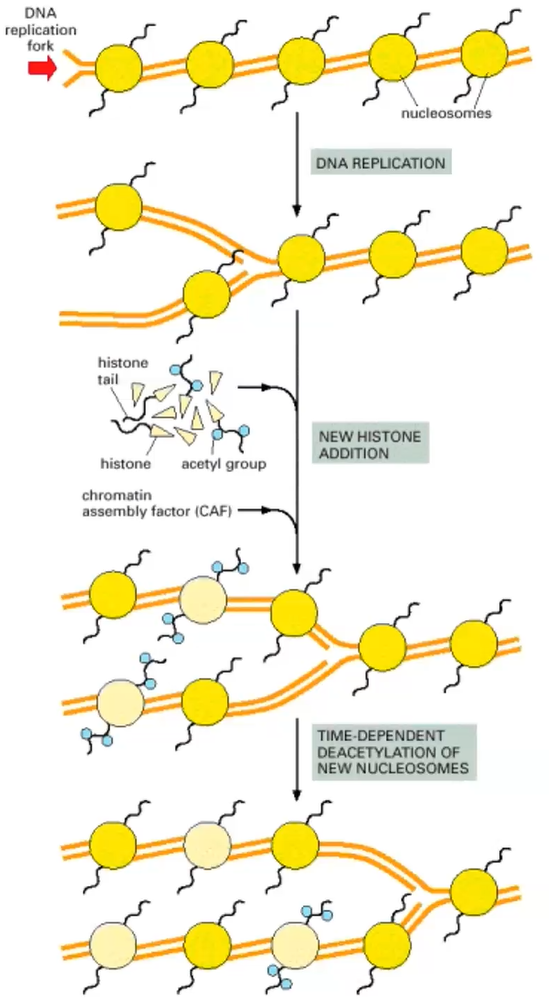 DNA
replication
fork
nucleosomes
DNA REPLICATION
histone
tail
histone
acetyl group
NEW HISTONE
ADDITION
chromatin
assembly factor (CAF)
TIME-DEPENDENT
DEACETYLATION OF
NEW NUCLEOSOMES